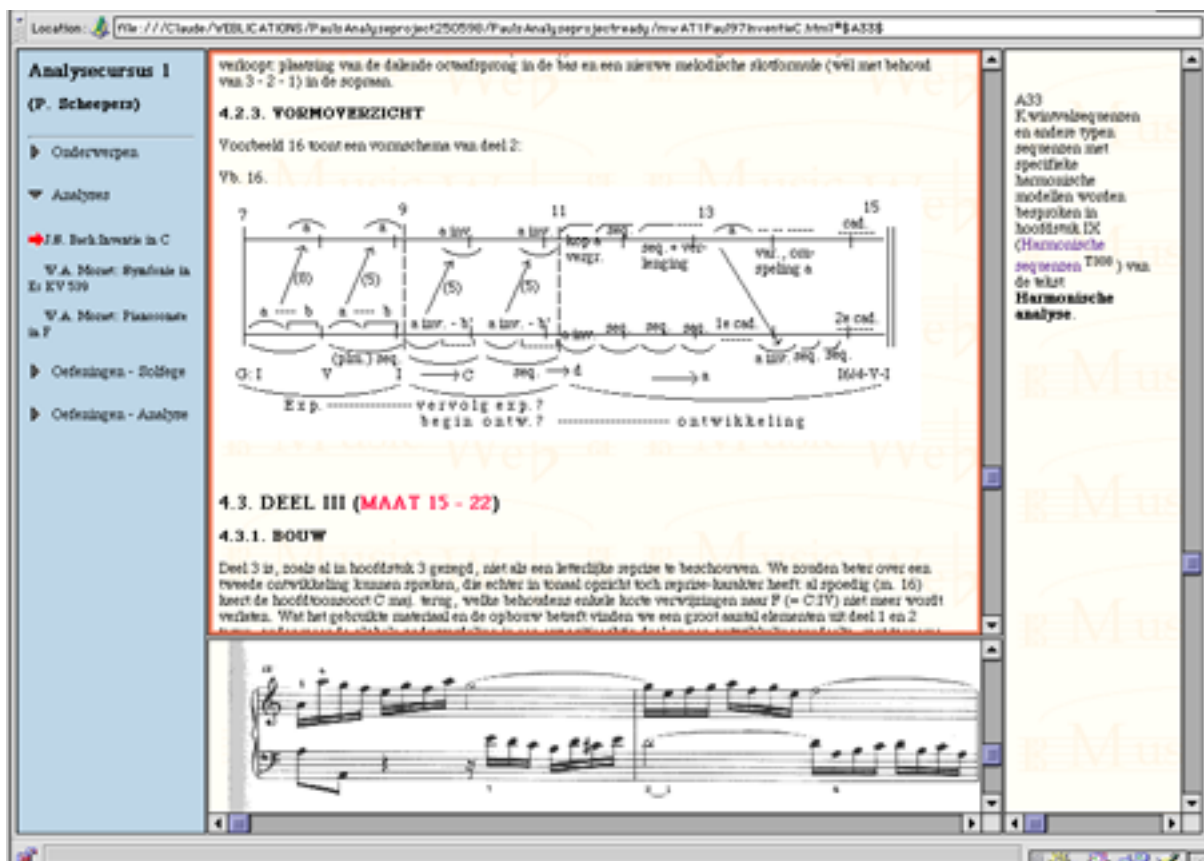 Location: file:///Claude/WEBLICATIONS/PaulsAnalyseproject250598/PaulsAnalyseprojectready/mwAT1Paul97InventieC.html#$A33$
Analysecursus 1
(P. Scheepers)
Onderwerpen
Analyses
J.S. Bach: Inventie in C
W.A. Mozart: Symfonie in
Es KV 539
W.A. Mozart: Pianosonate
in F
Oefeningen - Solfege
Oefeningen - Analyse
verloopt: plaatsing van de dalende octaafsprong in de bas en een nieuwe melodische slotformule (wel met behoud
van 3 - 2 - 1) in de sopraan.
4.2.3. VORMOVERZICHT
Voorbeeld 16 toont een vormschema van deel 2:
Vb. 16.
7 9 11 13 15
a a a inv. a inv. kop a seq. a cad.
vergr. seq. + ver-
lenging
var., om-
speling a
(8) (5) (5) (5)
a b a b a inv. - b' a inv. - b' a inv. seq. seq. seq. 1e cad. 2e cad.
a inv. seq. seq.
(plm.) seq.
G: I V I C seq. d a I6/4-V-I
Exp. vervolg exp.?
begin ontw.? ontwikkeling
4.3. DEEL III (MAAT 15 - 22)
4.3.1. BOUW
Deel 3 is, zoals al in hoofdstuk 3 gezegd, niet als een letterlijke reprise te beschouwen. We zouden beter over een
tweede ontwikkeling kunnen spreken, die echter in tonaal opzicht toch reprise-karakter heeft: al spoedig (m. 16)
keert de hoofdtoonsoort C maj. terug, welke behoudens enkele korte verwijzingen naar F (= C:IV) niet meer wordt
verlaten. Wat het gebruikte materiaal en de opbouw betreft vinden we een groot aantal elementen uit deel 1 en 2
A33
Kwintvalsequenzen
en andere typen
sequenzen met
specifieke
harmonische
modellen worden
besproken in
hoofdstuk IX
(Harmonische
sequenzen T300) van
de tekst
Harmonische
analyse.